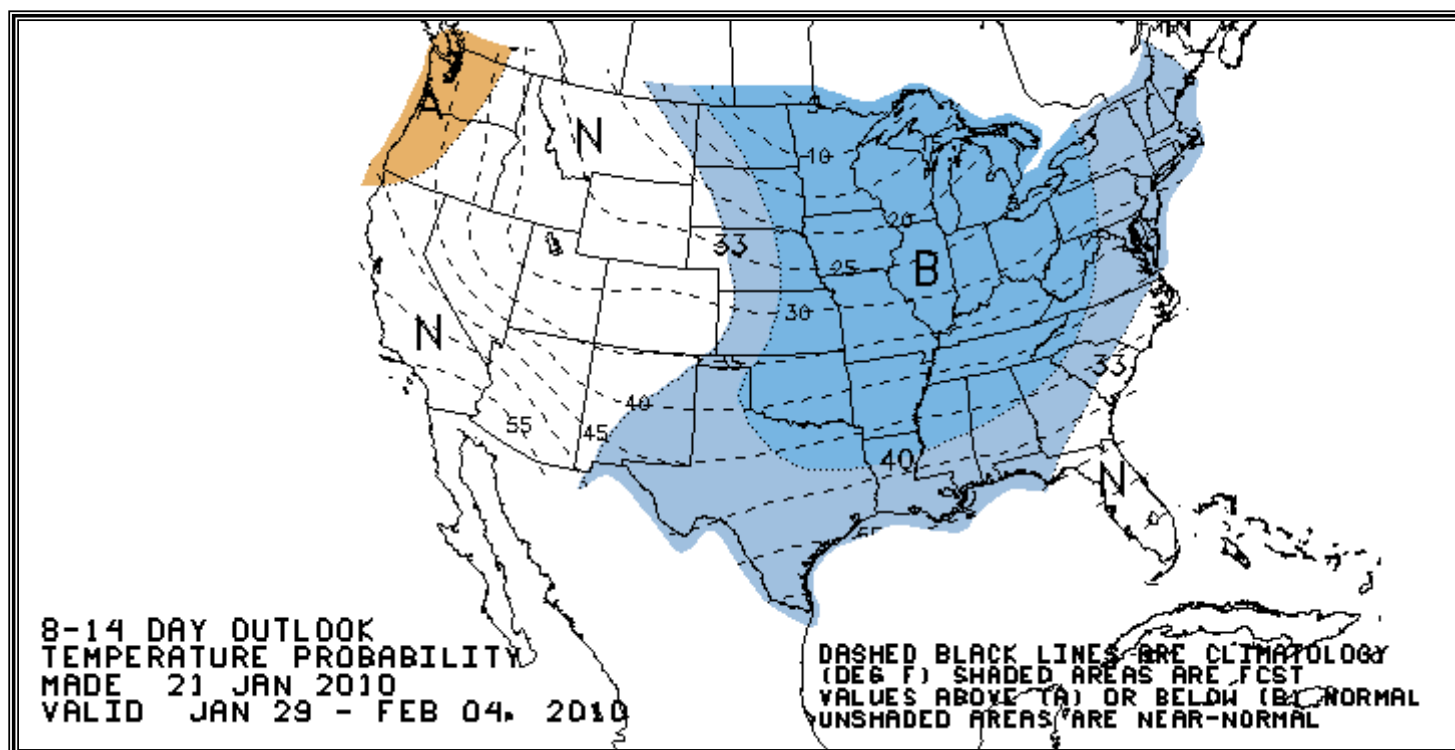 A
N
10
20
33
B
25
30
N
33
40
55
45
40
N
8-14 DAY OUTLOOK
TEMPERATURE PROBABILITY
MADE 21 JAN 2010
VALID JAN 29 - FEB 04, 2010
DASHED BLACK LINES ARE CLIMATOLOGY
(DEG F) SHADED AREAS ARE FCST
VALUES ABOVE (A) OR BELOW (B) NORMAL
UNSHADED AREAS ARE NEAR-NORMAL